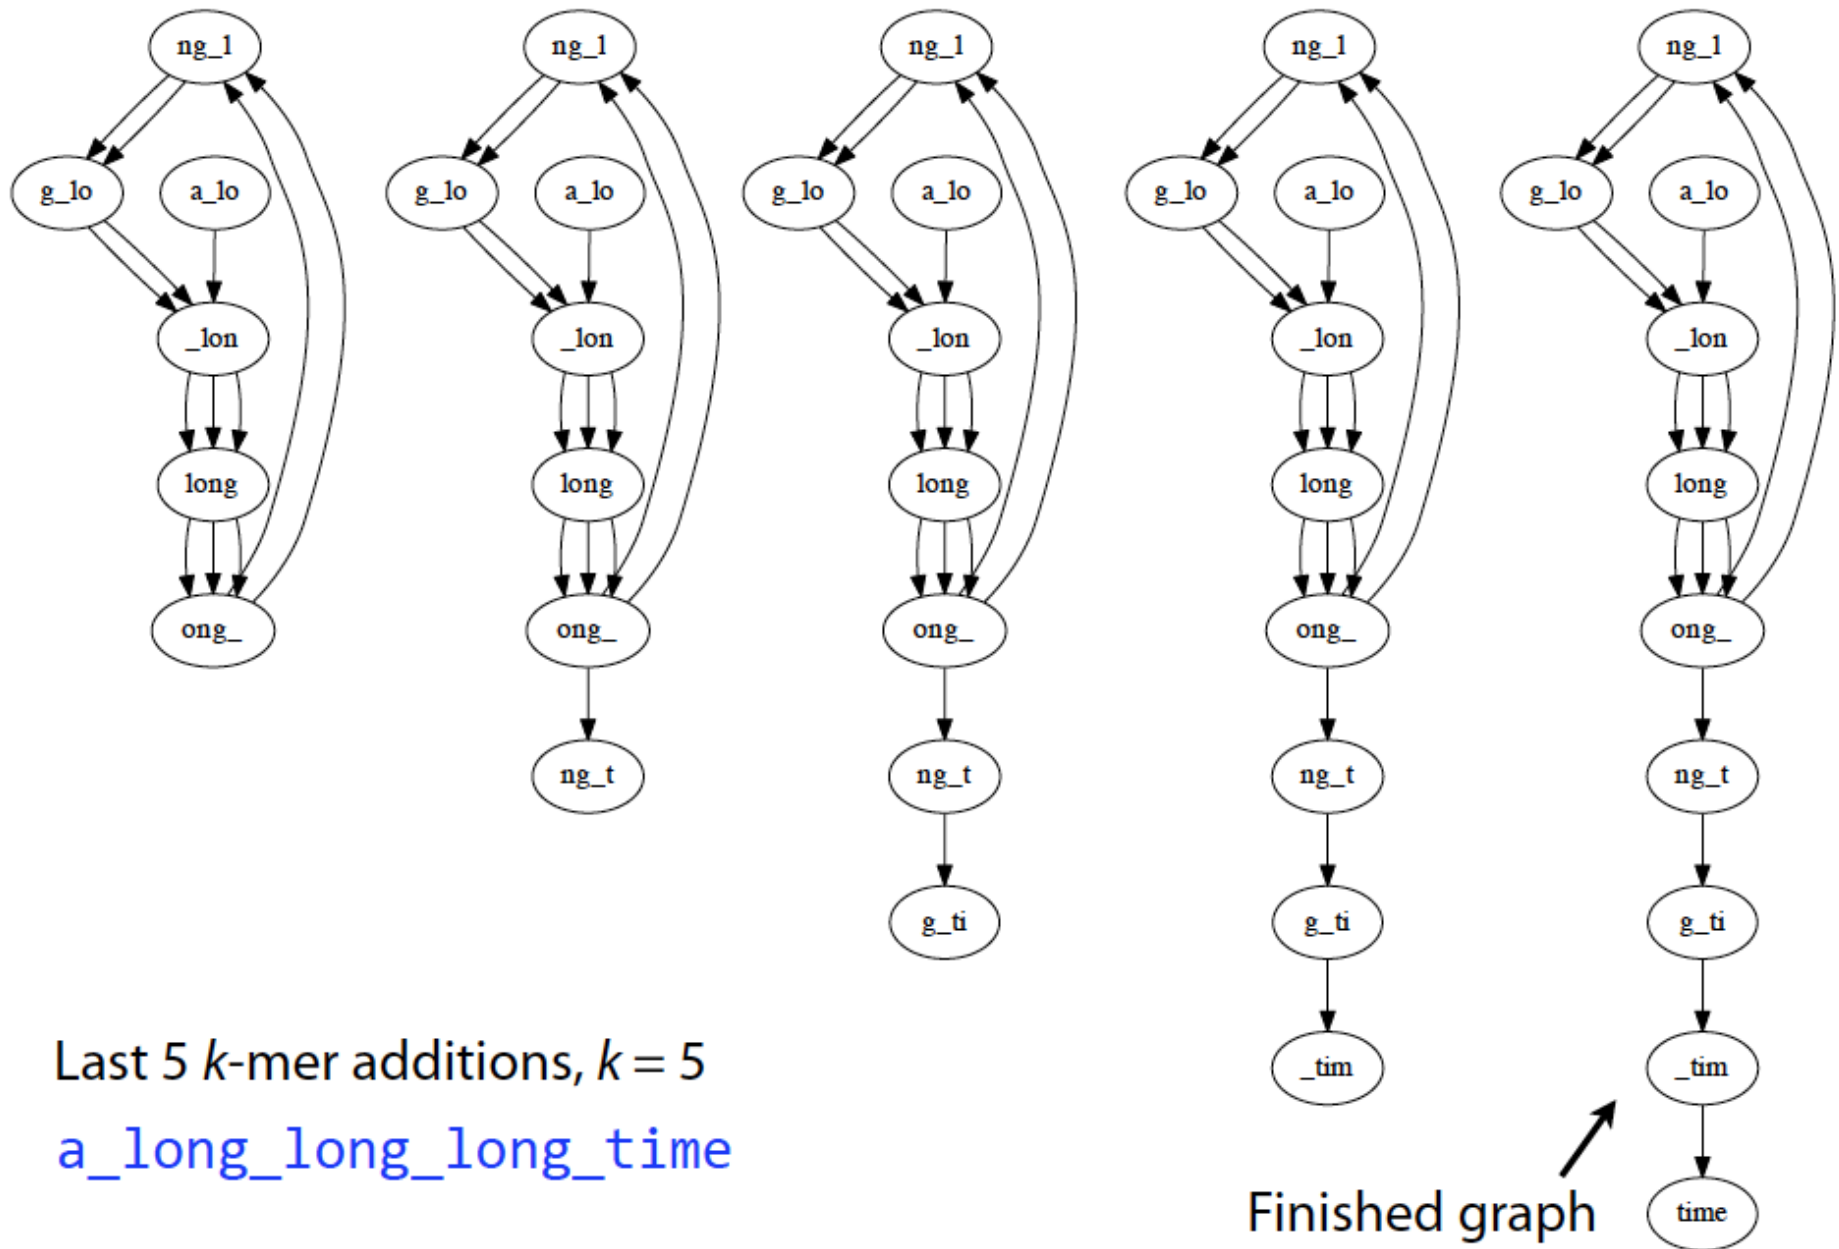 ng_l ng_l ng_l ng_l ng_l
g_lo a_lo g_lo a_lo g_lo a_lo g_lo a_lo g_lo a_lo
_lon _lon _lon _lon _lon
long long long long long
ong_ ong_ ong_ ong_ ong_
ng_t ng_t ng_t ng_t
g_ti g_ti g_ti
_tim _tim
Last 5 k-mer additions, k = 5
a_long_long_long_time
Finished graph
time